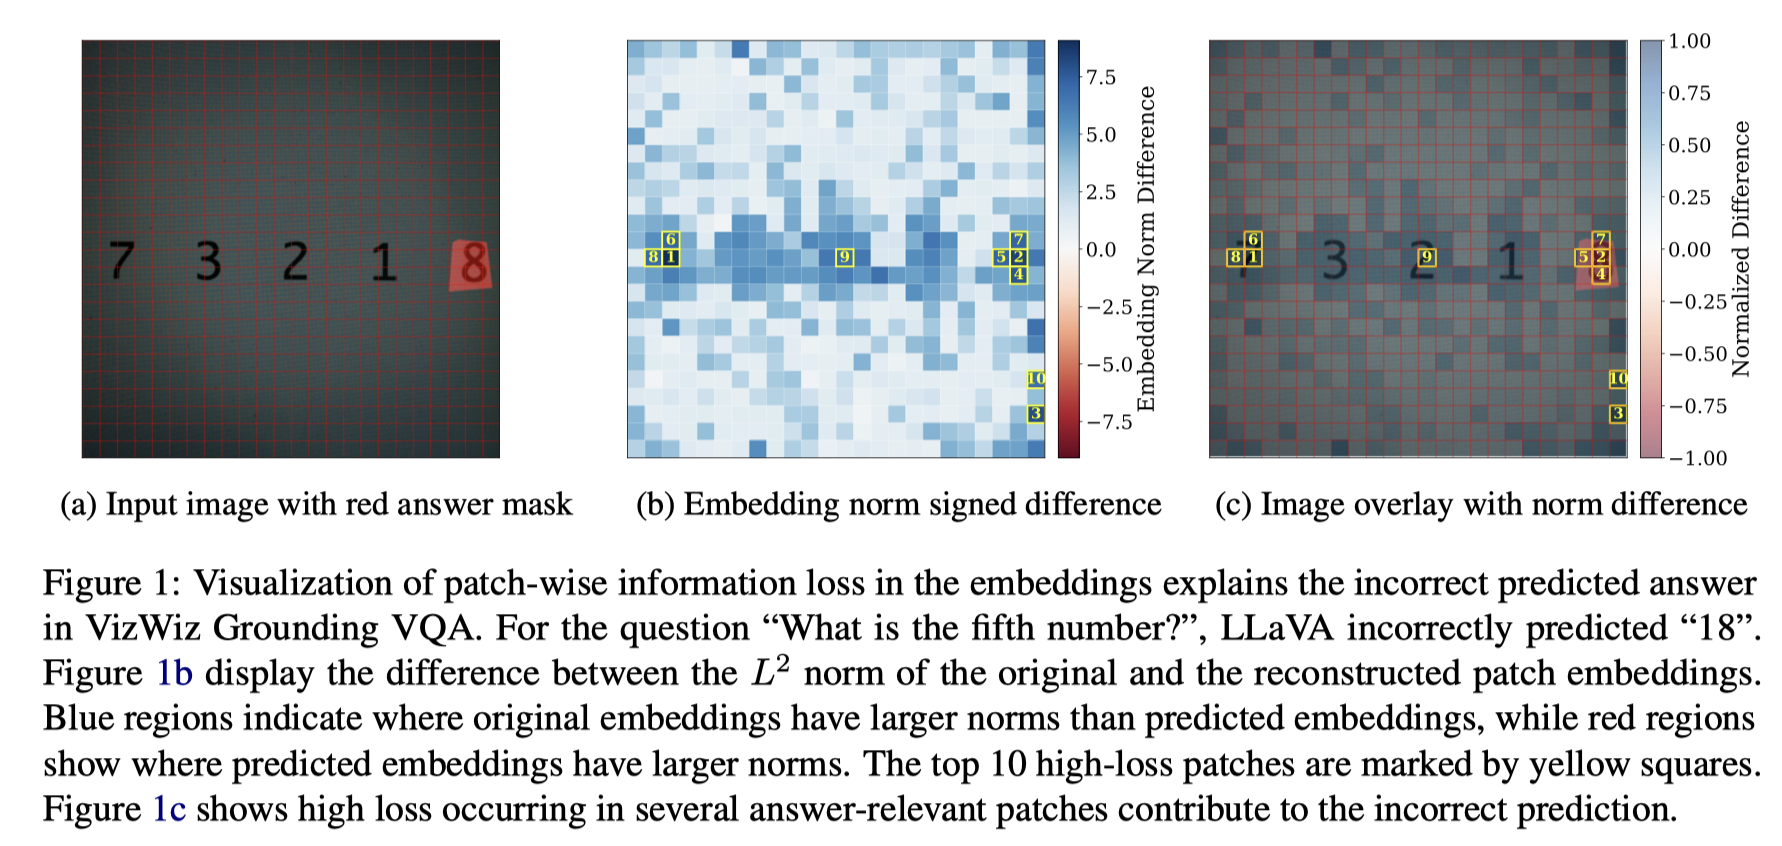 7 3 2 1 8
6
8 1
9
7
5 2
4
10
3
7.5
5.0
2.5
0.0
−2.5
−5.0
−7.5
Embedding Norm Difference
7 3 2 1
6
8 1
9
7
5 2
4
10
3
1.00
0.75
0.50
0.25
0.00
−0.25
−0.50
−0.75
−1.00
Normalized Difference
(a) Input image with red answer mask
(b) Embedding norm signed difference
(c) Image overlay with norm difference
Figure 1: Visualization of patch-wise information loss in the embeddings explains the incorrect predicted answer
in VizWiz Grounding VQA. For the question “What is the fifth number?”, LLaVA incorrectly predicted “18”.
Figure 1b display the difference between the L² norm of the original and the reconstructed patch embeddings.
Blue regions indicate where original embeddings have larger norms than predicted embeddings, while red regions
show where predicted embeddings have larger norms. The top 10 high-loss patches are marked by yellow squares.
Figure 1c shows high loss occurring in several answer-relevant patches contribute to the incorrect prediction.